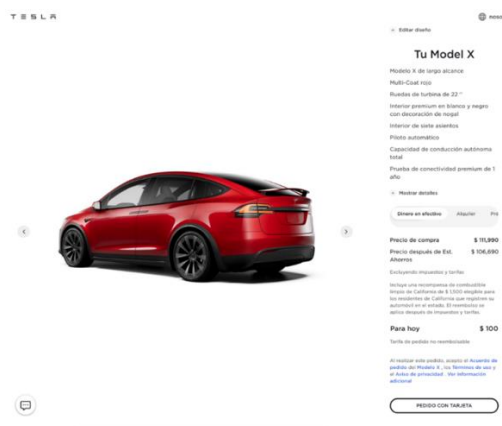 TESLA
Editar diseño
Tu Model X
Modelo X de largo alcance
Multi-Coat rojo
Ruedas de turbina de 22 "
Interior premium en blanco y negro
con decoración de nogal
Interior de siete asientos
Piloto automático
Capacidad de conducción autónoma
total
Prueba de conectividad premium de 1
año
Mostrar detalles
Dinero en efectivo Alquiler Pre
Precio de compra $ 111,990
Precio después de Est. $ 106,690
Ahorros
Excluyendo impuestos y tarifas
Incluye una recompensa de combustible
limpio de California de $ 1,500 elegible para
los residentes de California que registren su
automóvil en el estado. El reembolso se
aplica después de impuestos y tarifas.
Para hoy $ 100
Tarifa de pedido no reembolsable
Al realizar este pedido, acepto el Acuerdo de
pedido del Modelo X , los Términos de uso y
el Aviso de privacidad . Ver información
adicional
PEDIDO CON TARJETA